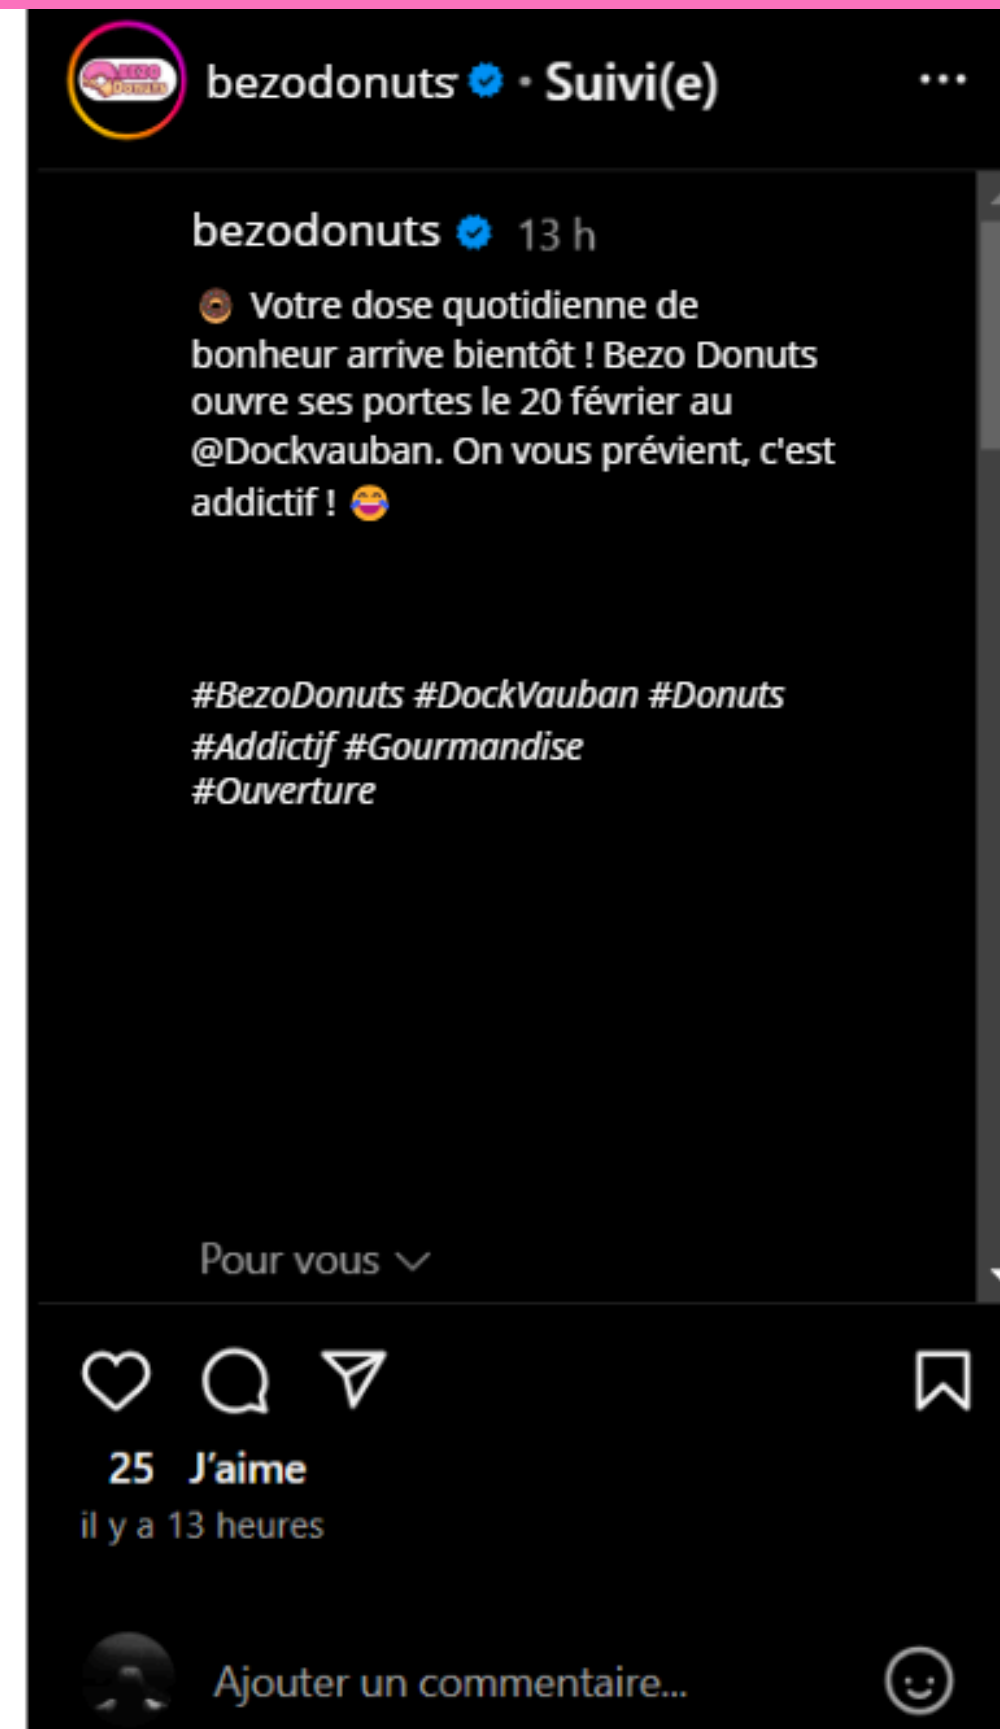 BEZO
Donuts
bezodonuts • Suivi(e)
bezodonuts 13 h
🍩 Votre dose quotidienne de
bonheur arrive bientôt ! Bezo Donuts
ouvre ses portes le 20 février au
@Dockvauban. On vous prévient, c'est
addictif ! 😂
#BezoDonuts #DockVauban #Donuts
#Addictif #Gourmandise
#Ouverture
Pour vous
25 J'aime
il y a 13 heures
Ajouter un commentaire...